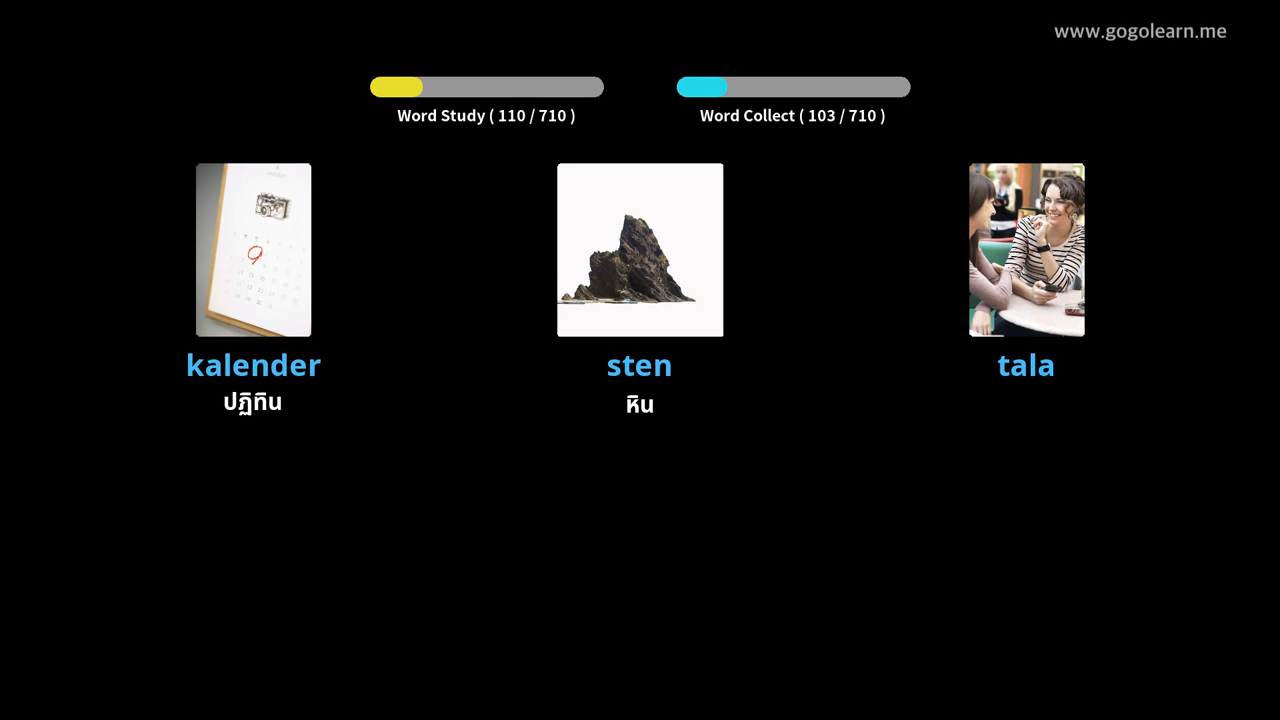 www.gogolearn.me
Word Study ( 110 / 710 )
Word Collect ( 103 / 710 )
kalender
sten
tala
ปฏิทิน
หิน